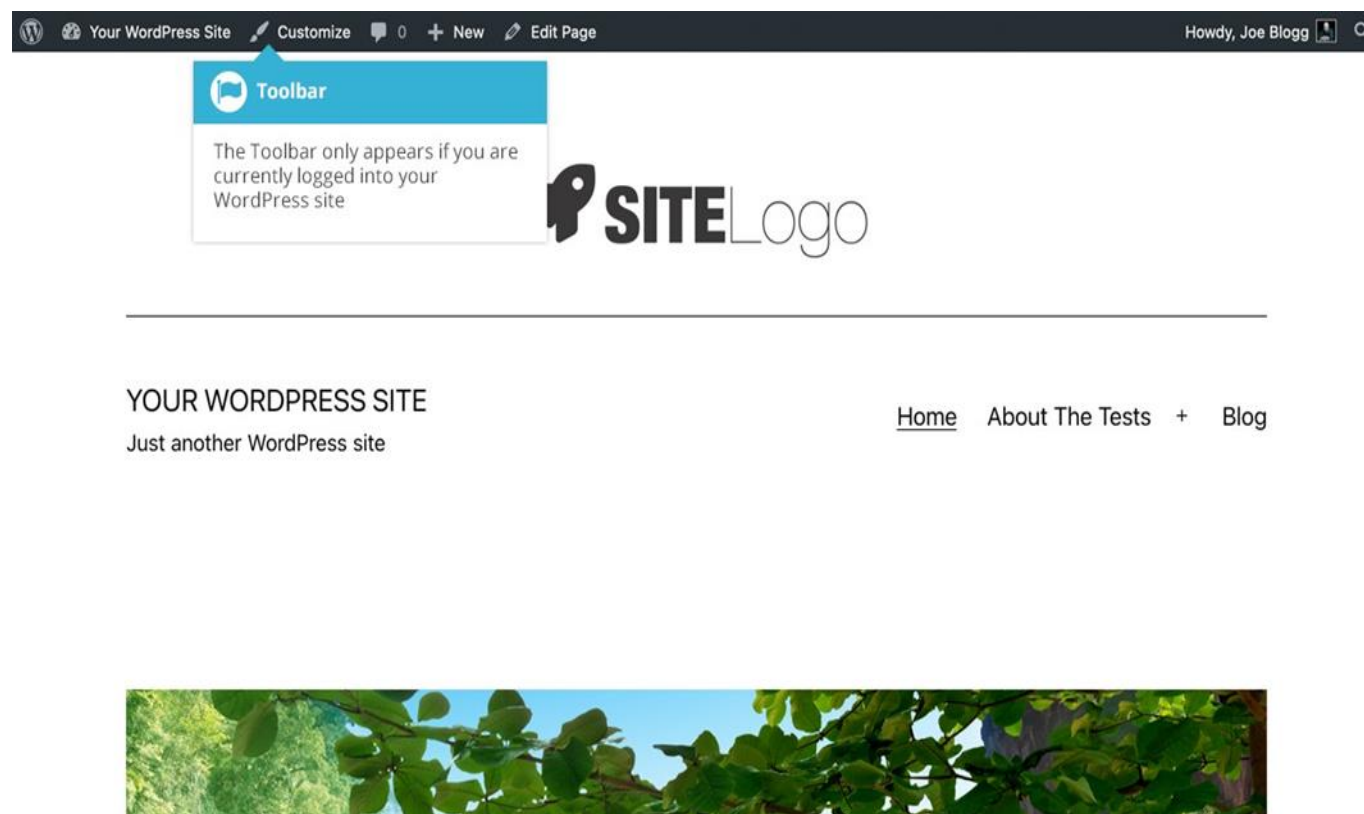 Your WordPress Site Customize 0 New Edit Page Howdy, Joe Blogg
Toolbar
The Toolbar only appears if you are
currently logged into your
WordPress site
SITELogo
YOUR WORDPRESS SITE
Just another WordPress site
Home About The Tests + Blog